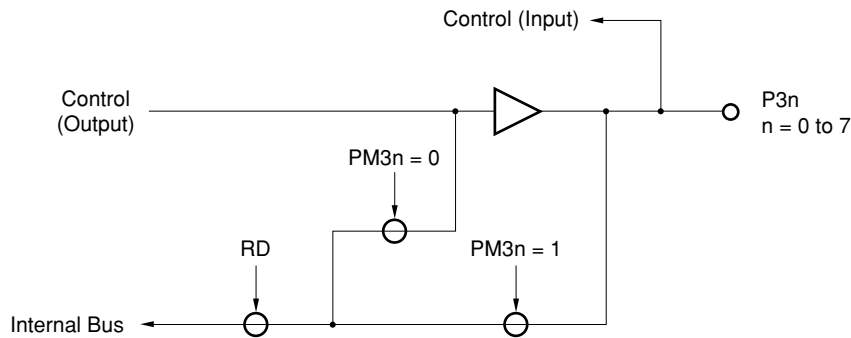 Control (Input)
Control
(Output)
P3n
n = 0 to 7
PM3n = 0
RD
PM3n = 1
Internal Bus